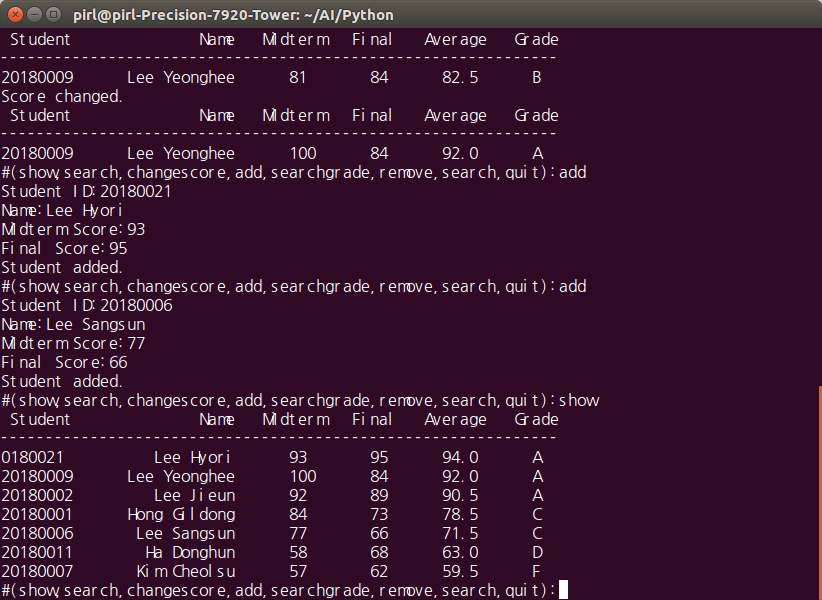 pirl@pirl-Precision-7920-Tower: ~/AI/Python
Student Name Midterm Final Average Grade
--------------------------------------------------------------
20180009 Lee Yeonghee 81 84 82.5 B
Score changed.
Student Name Midterm Final Average Grade
--------------------------------------------------------------
20180009 Lee Yeonghee 100 84 92.0 A
#(show,search,changescore,add,searchgrade,remove,search,quit):add
Student ID:20180021
Name:Lee Hyori
Midterm Score:93
Final Score:95
Student added.
#(show,search,changescore,add,searchgrade,remove,search,quit):add
Student ID:20180006
Name:Lee Sangsun
Midterm Score:77
Final Score:66
Student added.
#(show,search,changescore,add,searchgrade,remove,search,quit):show
Student Name Midterm Final Average Grade
--------------------------------------------------------------
0180021 Lee Hyori 93 95 94.0 A
20180009 Lee Yeonghee 100 84 92.0 A
20180002 Lee Jieun 92 89 90.5 A
20180001 Hong Gildong 84 73 78.5 C
20180006 Lee Sangsun 77 66 71.5 C
20180011 Ha Donghun 58 68 63.0 D
20180007 Kim Cheolsu 57 62 59.5 F
#(show,search,changescore,add,searchgrade,remove,search,quit):